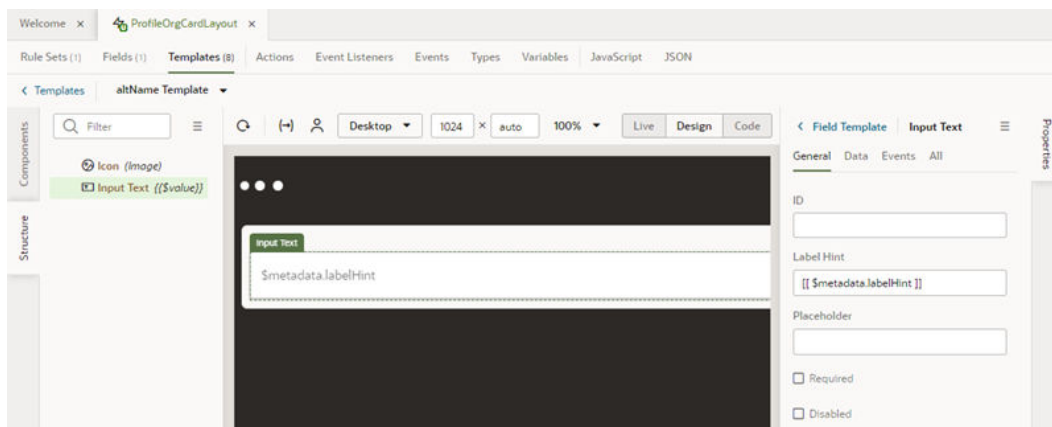 Welcome × ProfileOrgCardLayout ×
Rule Sets (1) Fields (1) Templates (8) Actions Event Listeners Events Types Variables JavaScript JSON
< Templates altName Template
Components
Structure
Filter
Icon (Image)
Input Text {{$value}}
Desktop 1024 × auto 100% Live Design Code
Input Text
$metadata.labelHint
< Field Template Input Text
General Data Events All
ID
Label Hint
[[ $metadata.labelHint ]]
Placeholder
Required
Disabled
Properties